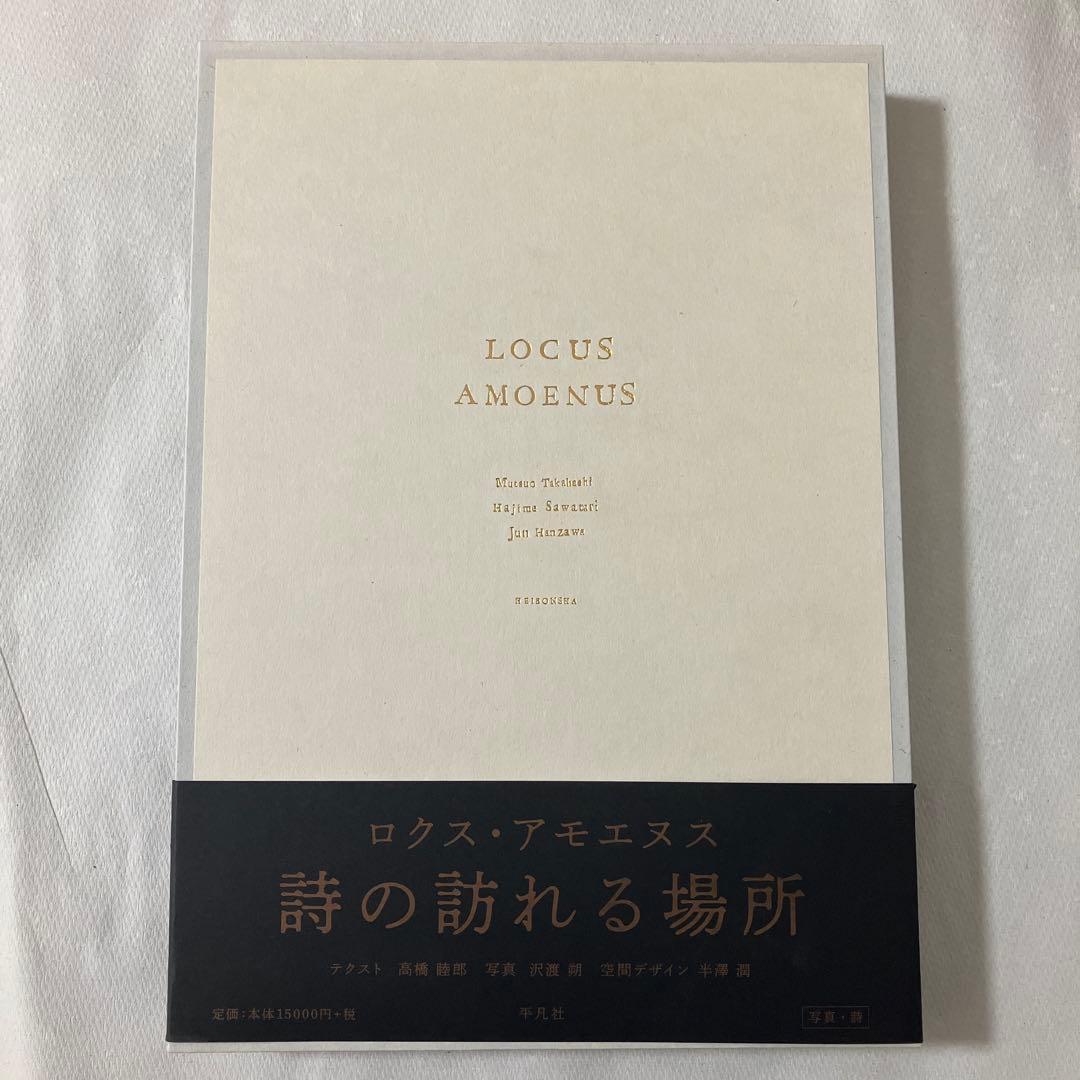 LOCUS
AMOENUS
Mutsuo Takahashi
Hajime Sawatari
Jun Hanzawa
HEIBONSHA
ロクス・アモエヌス
詩の訪れる場所
テクスト 高橋 睦郎 写真 沢渡 朔 空間デザイン 半澤 潤
定価:本体15000円+税 平凡社 写真・詩